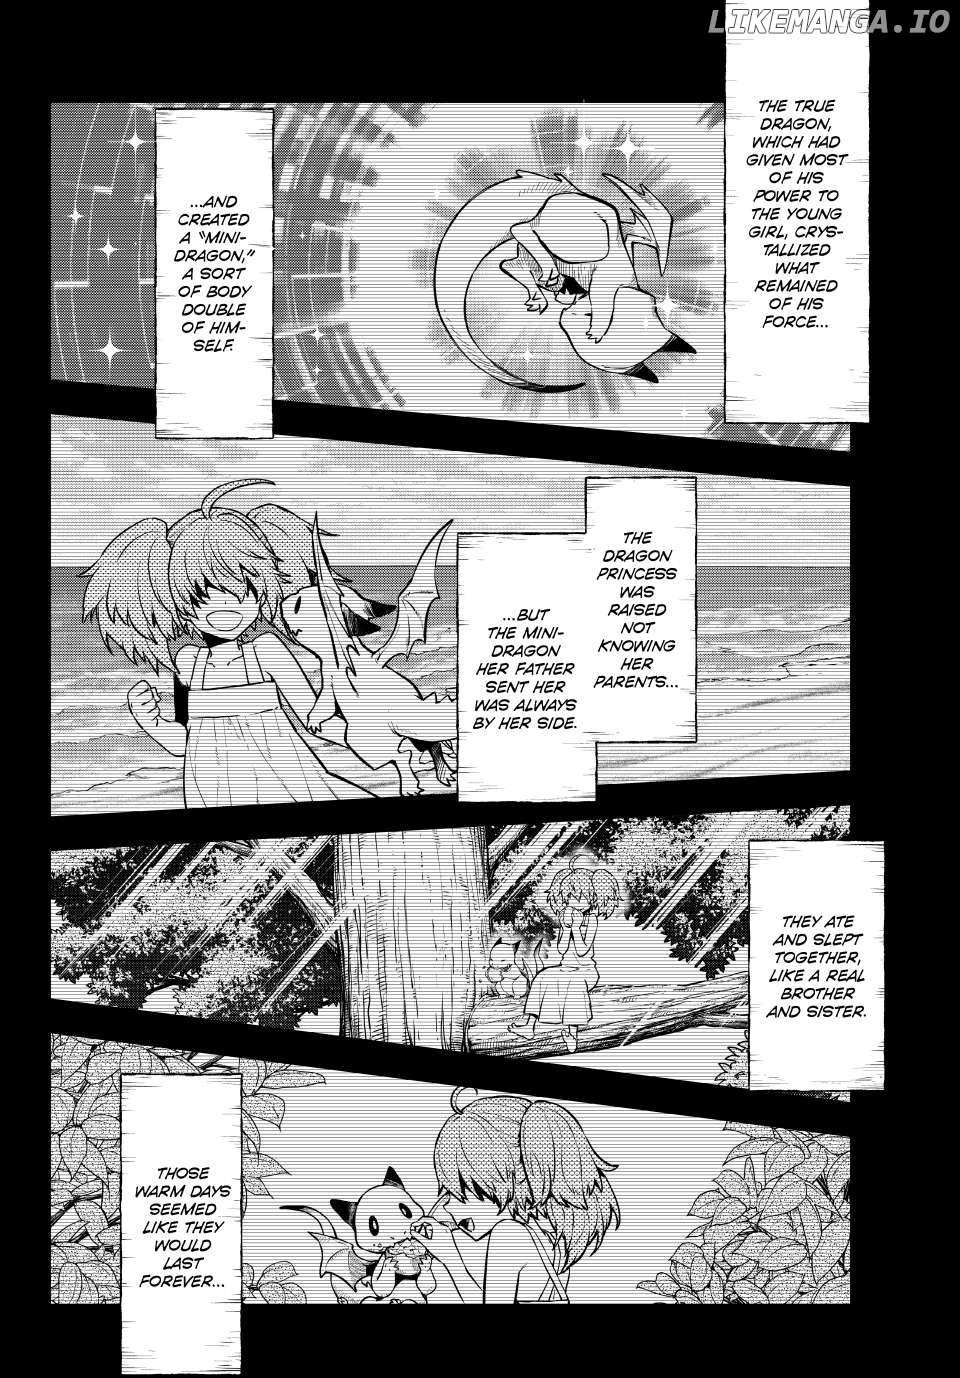 LIKEMANGA.IO
THE TRUE
DRAGON,
WHICH HAD
GIVEN MOST
OF HIS
POWER TO
THE YOUNG
GIRL, CRYS-
TALLIZED
WHAT
REMAINED
OF HIS
FORCE...
...AND
CREATED
A "MINI-
DRAGON,"
A SORT
OF BODY
DOUBLE
OF HIM-
SELF.
THE
DRAGON
PRINCESS
WAS
RAISED
NOT
KNOWING
HER
PARENTS...
...BUT
THE MINI-
DRAGON
HER FATHER
SENT HER
WAS ALWAYS
BY HER SIDE.
THEY ATE
AND SLEPT
TOGETHER,
LIKE A REAL
BROTHER
AND SISTER.
THOSE
WARM DAYS
SEEMED
LIKE THEY
WOULD
LAST
FOREVER...